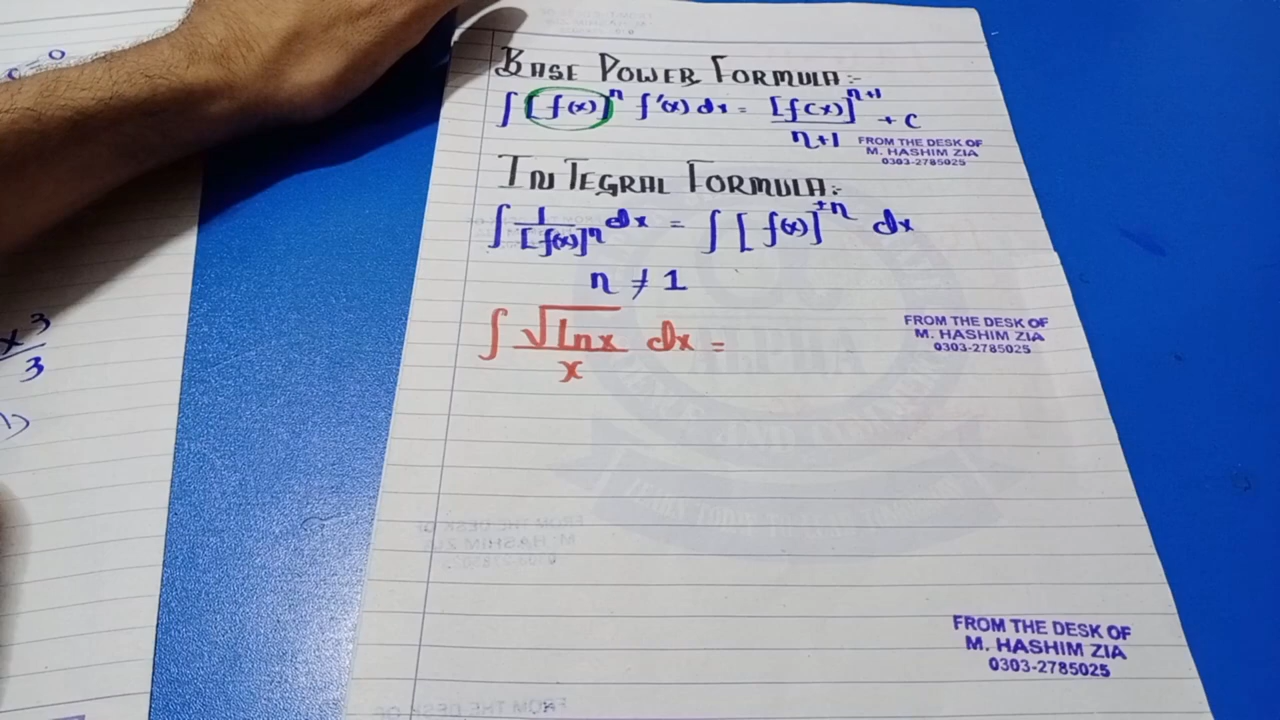 BASE POWER FORMULA:-
∫ [f(x)]^n f'(x) dx = [f(x)]^(n+1) / (n+1) + c
FROM THE DESK OF
M. HASHIM ZIA
0303-2785025
INTEGRAL FORMULA:-
∫ 1/[f(x)]^n dx = ∫ [f(x)]^(±n) dx
n ≠ 1
∫ √(lnx) / x dx =
FROM THE DESK OF
M. HASHIM ZIA
0303-2785025
FROM THE DESK OF
M. HASHIM ZIA
0303-2785025
x^3 / 3